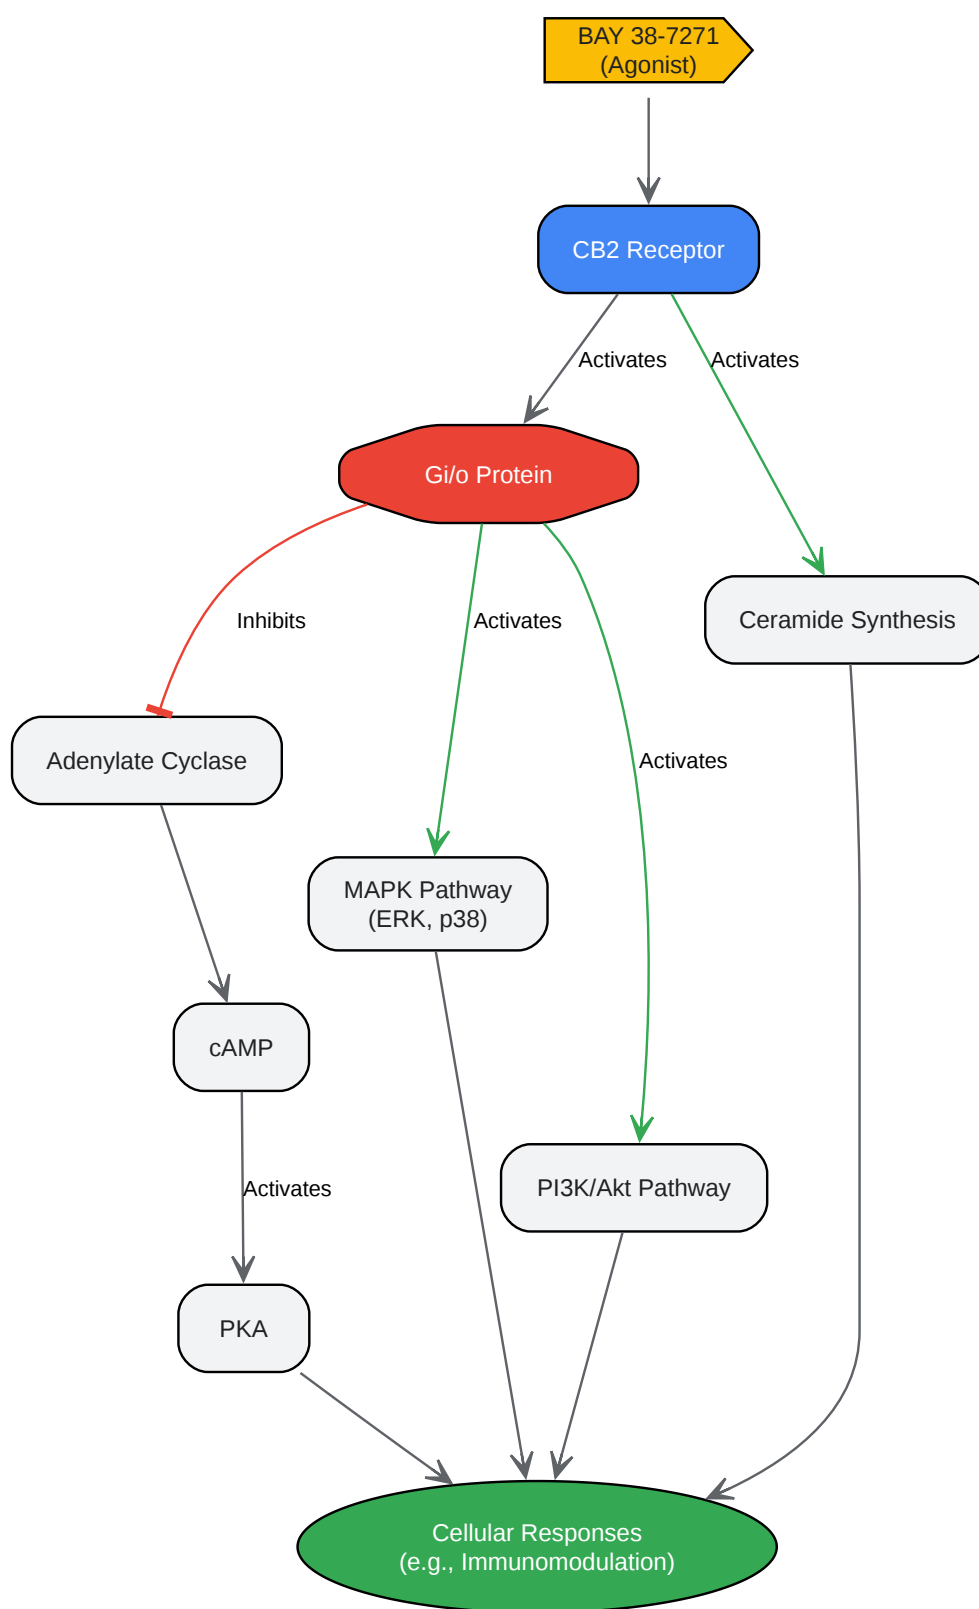 BAY 38-7271
(Agonist)
CB2 Receptor
Activates
Activates
Gi/o Protein
Inhibits
Activates
Ceramide Synthesis
Adenylate Cyclase
Activates
MAPK Pathway
(ERK, p38)
cAMP
Activates
PI3K/Akt Pathway
PKA
Cellular Responses
(e.g., Immunomodulation)